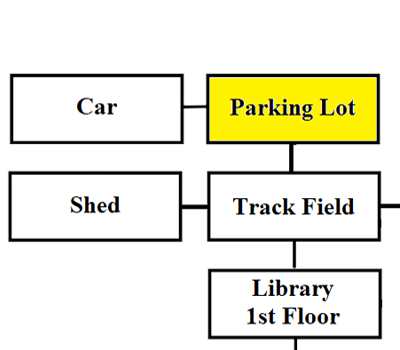 Car
Parking Lot
Shed
Track Field
Library
1st Floor